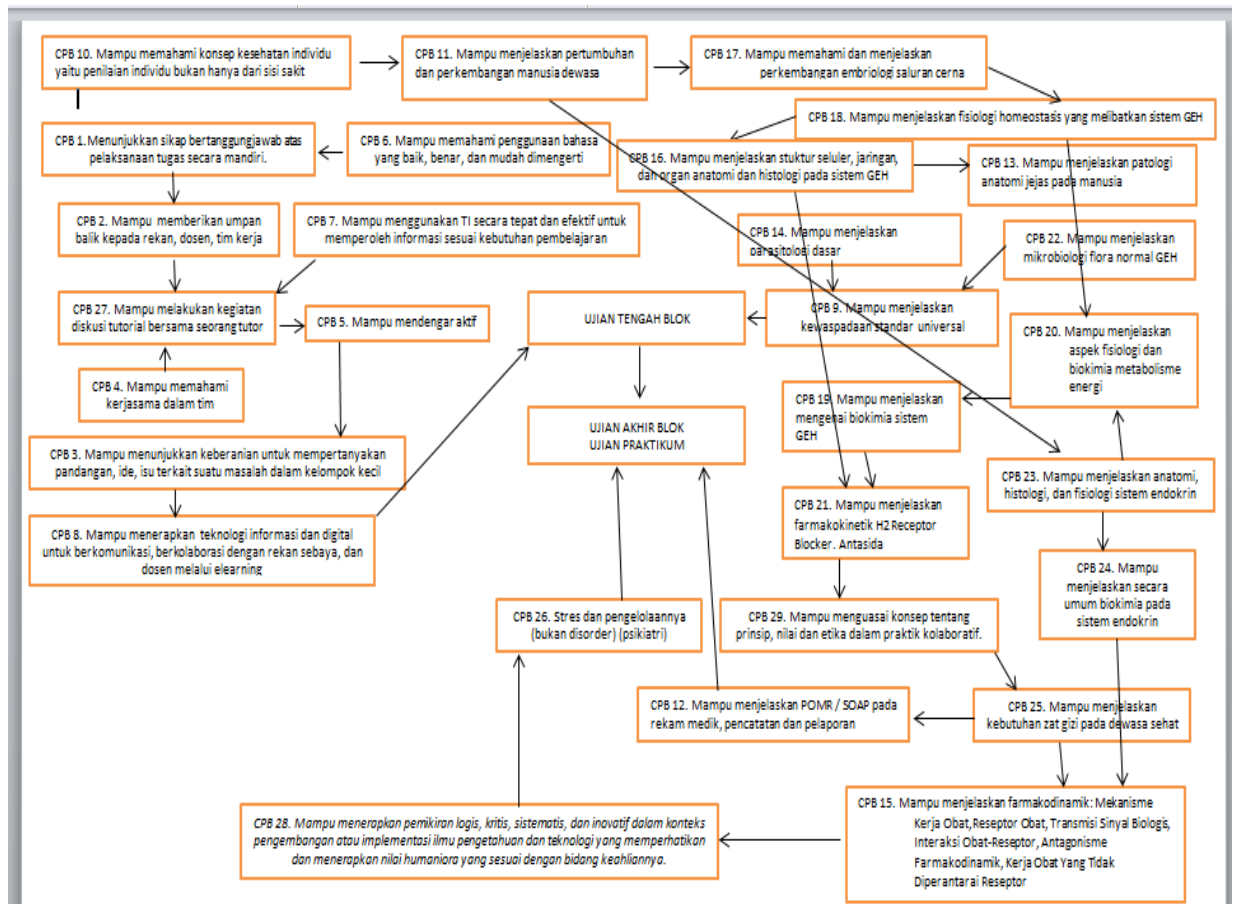 CPB 10. Mampu memahami konsep kesehatan individu
yaitu penilaian individu bukan hanya dari sisi sakit
CPB 11. Mampu menjelaskan pertumbuhan
dan perkembangan manusia dewasa
CPB 17. Mampu memahami dan menjelaskan
perkembangan embriologi saluran cerna
CPB 18. Mampu menjelaskan fisiologi homeostasis yang melibatkan sistem GEH
CPB 1.Menunjukkan sikap bertanggungjawab atas
pelaksanaan tugas secara mandiri.
CPB 6. Mampu memahami penggunaan bahasa
yang baik, benar, dan mudah dimengerti
CPB 16. Mampu menjelaskan stuktur seluler, jaringan,
dan organ anatomi dan histologi pada sistem GEH
CPB 13. Mampu menjelaskan patologi
anatomi jejas pada manusia
CPB 2. Mampu memberikan umpan
balik kepada rekan, dosen, tim kerja
CPB 7. Mampu menggunakan TI secara tepat dan efektif untuk
memperoleh informasi sesuai kebutuhan pembelajaran
CPB 14. Mampu menjelaskan
parasitologi dasar
CPB 22. Mampu menjelaskan
mikrobiologi flora normal GEH
CPB 27. Mampu melakukan kegiatan
diskusi tutorial bersama seorang tutor
CPB 5. Mampu mendengar aktif
UJIAN TENGAH BLOK
CPB 9. Mampu menjelaskan
kewaspadaan standar universal
CPB 20. Mampu menjelaskan
aspek fisiologi dan
biokimia metabolisme
energi
CPB 4. Mampu memahami
kerjasama dalam tim
CPB 19. Mampu menjelaskan
mengenai biokimia sistem
GEH
UJIAN AKHIR BLOK
UJIAN PRAKTIKUM
CPB 3. Mampu menunjukkan keberanian untuk mempertanyakan
pandangan, ide, isu terkait suatu masalah dalam kelompok kecil
CPB 23. Mampu menjelaskan anatomi,
histologi, dan fisiologi sistem endokrin
CPB 21. Mampu menjelaskan
farmakokinetik H2 Receptor
Blocker. Antasida
CPB 8. Mampu menerapkan teknologi informasi dan digital
untuk berkomunikasi, berkolaborasi dengan rekan sebaya, dan
dosen melalui elearning
CPB 24. Mampu
menjelaskan secara
umum biokimia pada
sistem endokrin
CPB 26. Stres dan pengelolaannya
(bukan disorder) (psikiatri)
CPB 29. Mampu menguasai konsep tentang
prinsip, nilai dan etika dalam praktik kolaboratif.
CPB 12. Mampu menjelaskan POMR / SOAP pada
rekam medik, pencatatan dan pelaporan
CPB 25. Mampu menjelaskan
kebutuhan zat gizi pada dewasa sehat
CPB 28. Mampu menerapkan pemikiran logis, kritis, sistematis, dan inovatif dalam konteks
pengembangan atau implementasi ilmu pengetahuan dan teknologi yang memperhatikan
dan menerapkan nilai humaniora yang sesuai dengan bidang keahliannya.
CPB 15. Mampu menjelaskan farmakodinamik: Mekanisme
Kerja Obat,Reseptor Obat, Transmisi Sinyal Biologis,
Interaksi Obat-Reseptor, Antagonisme
Farmakodinamik, Kerja Obat Yang Tidak
Diperantarai Reseptor